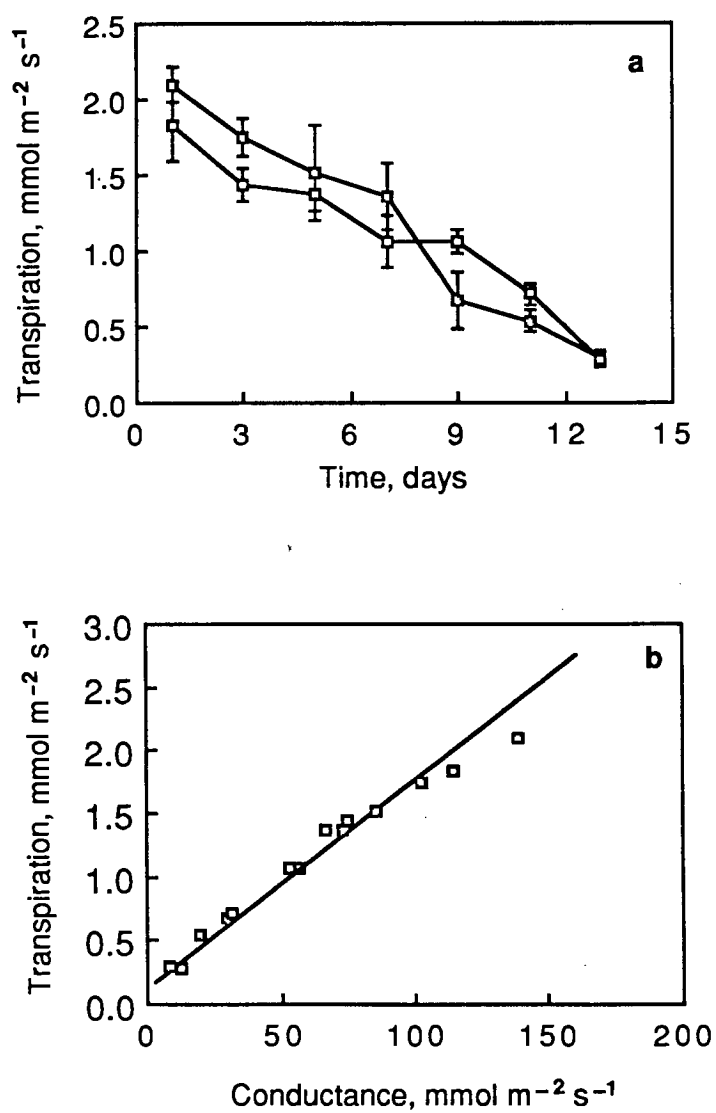 a
2.5
2.0
1.5
1.0
0.5
0.0
Transpiration, mmol m⁻² s⁻¹
0 3 6 9 12 15
Time, days
b
3.0
2.5
2.0
1.5
1.0
0.5
0.0
Transpiration, mmol m⁻² s⁻¹
0 50 100 150 200
Conductance, mmol m⁻² s⁻¹